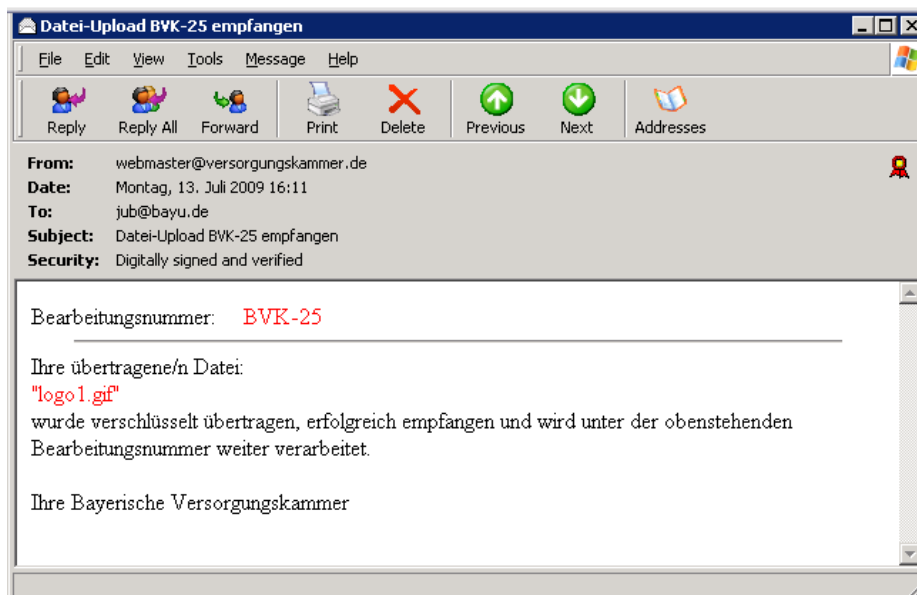 Datei-Upload BVK-25 empfangen
File Edit View Tools Message Help
Reply Reply All Forward Print Delete Previous Next Addresses
From: webmaster@versorgungskammer.de
Date: Montag, 13. Juli 2009 16:11
To: jub@bayu.de
Subject: Datei-Upload BVK-25 empfangen
Security: Digitally signed and verified
Bearbeitungsnummer: BVK-25
Ihre übertragene/n Datei:
"logo1.gif"
wurde verschlüsselt übertragen, erfolgreich empfangen und wird unter der obenstehenden
Bearbeitungsnummer weiter verarbeitet.
Ihre Bayerische Versorgungskammer